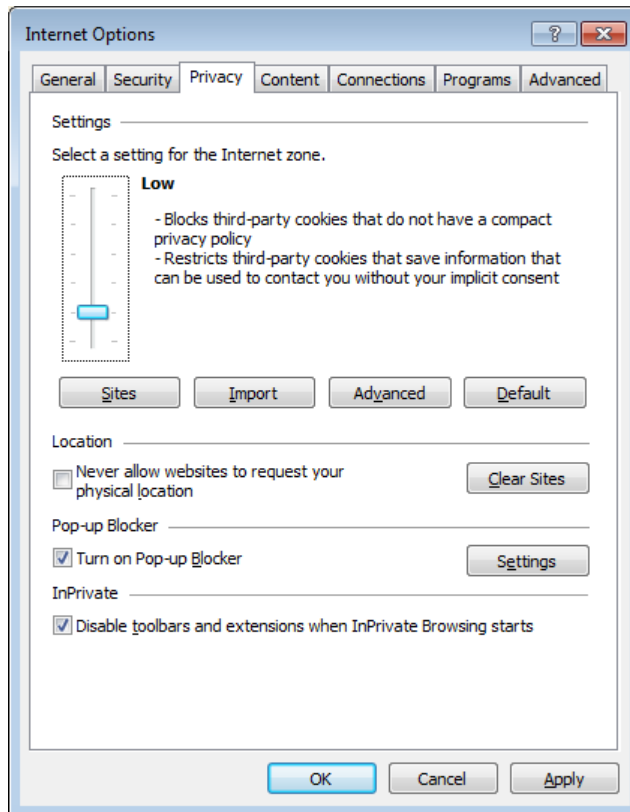 Internet Options
General Security Privacy Content Connections Programs Advanced
Settings
Select a setting for the Internet zone.
Low
- Blocks third-party cookies that do not have a compact
privacy policy
- Restricts third-party cookies that save information that
can be used to contact you without your implicit consent
Sites Import Advanced Default
Location
Never allow websites to request your
physical location
Clear Sites
Pop-up Blocker
Turn on Pop-up Blocker
Settings
InPrivate
Disable toolbars and extensions when InPrivate Browsing starts
OK Cancel Apply